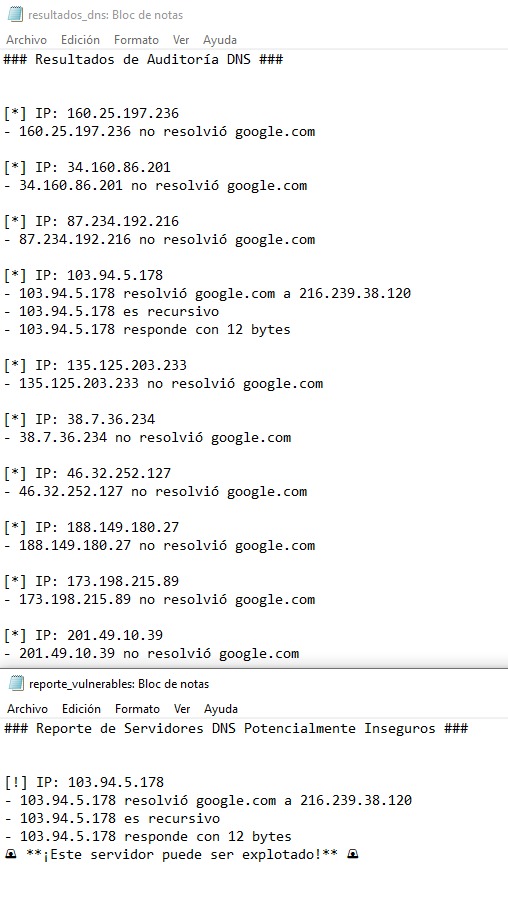 resultados_dns: Bloc de notas
Archivo Edición Formato Ver Ayuda
### Resultados de Auditoría DNS ###
[*] IP: 160.25.197.236
- 160.25.197.236 no resolvió google.com
[*] IP: 34.160.86.201
- 34.160.86.201 no resolvió google.com
[*] IP: 87.234.192.216
- 87.234.192.216 no resolvió google.com
[*] IP: 103.94.5.178
- 103.94.5.178 resolvió google.com a 216.239.38.120
- 103.94.5.178 es recursivo
- 103.94.5.178 responde con 12 bytes
[*] IP: 135.125.203.233
- 135.125.203.233 no resolvió google.com
[*] IP: 38.7.36.234
- 38.7.36.234 no resolvió google.com
[*] IP: 46.32.252.127
- 46.32.252.127 no resolvió google.com
[*] IP: 188.149.180.27
- 188.149.180.27 no resolvió google.com
[*] IP: 173.198.215.89
- 173.198.215.89 no resolvió google.com
[*] IP: 201.49.10.39
- 201.49.10.39 no resolvió google.com
reporte_vulnerables: Bloc de notas
Archivo Edición Formato Ver Ayuda
### Reporte de Servidores DNS Potencialmente Inseguros ###
[!] IP: 103.94.5.178
- 103.94.5.178 resolvió google.com a 216.239.38.120
- 103.94.5.178 es recursivo
- 103.94.5.178 responde con 12 bytes
🚨 **¡Este servidor puede ser explotado!** 🚨